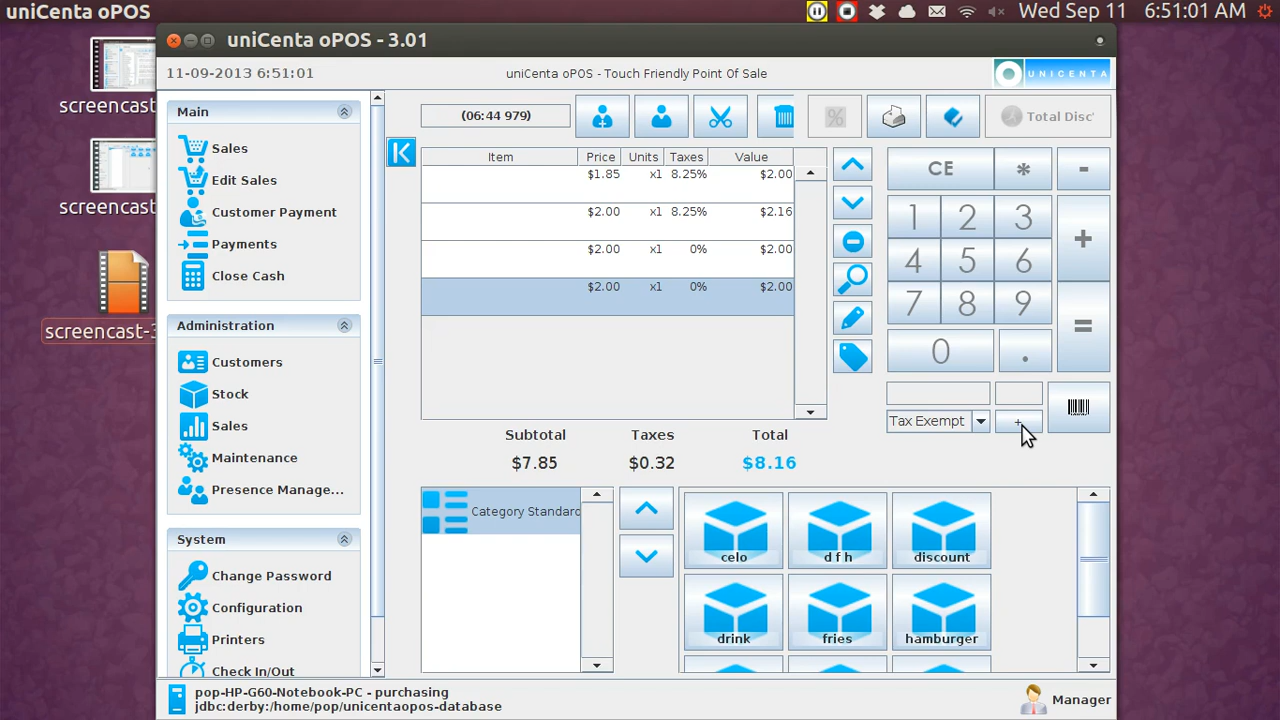 uniCenta oPOS
Wed Sep 11 6:51:01 AM
uniCenta oPOS - 3.01
11-09-2013 6:51:01
uniCenta oPOS - Touch Friendly Point Of Sale
UNICENTA
screencast
screencast
screencast-3
Main
Sales
Edit Sales
Customer Payment
Payments
Close Cash
Administration
Customers
Stock
Sales
Maintenance
Presence Manage...
System
Change Password
Configuration
Printers
Check In/Out
(06:44 979)
%
Total Disc'
Item Price Units Taxes Value
$1.85 x1 8.25% $2.00
$2.00 x1 8.25% $2.16
$2.00 x1 0% $2.00
$2.00 x1 0% $2.00
CE * -
1 2 3 +
4 5 6
7 8 9 =
0 .
Tax Exempt +
Subtotal Taxes Total
$7.85 $0.32 $8.16
Category Standard
celo d f h discount
drink fries hamburger
pop-HP-G60-Notebook-PC - purchasing
jdbc:derby:/home/pop/unicentaopos-database
Manager